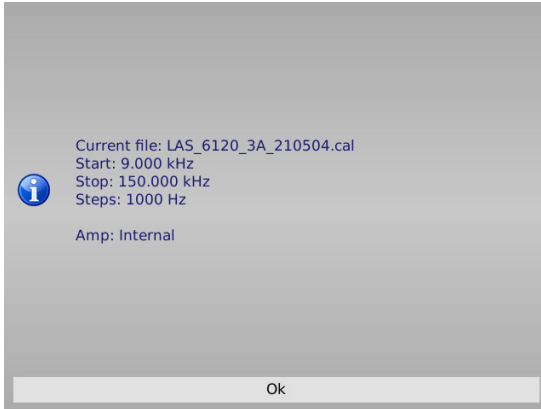 Current file: LAS_6120_3A_210504.cal
Start: 9.000 kHz
Stop: 150.000 kHz
Steps: 1000 Hz
Amp: Internal
Ok